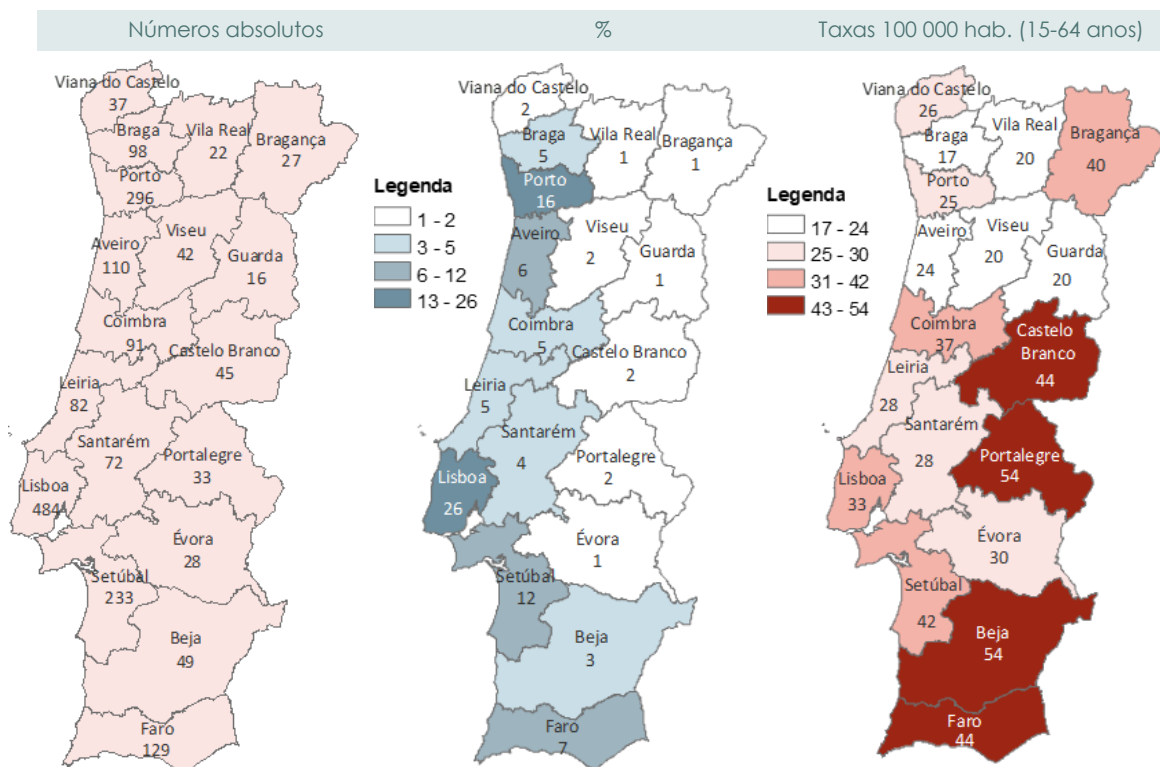 Números absolutos
%
Taxas 100 000 hab. (15-64 anos)
Viana do Castelo
37
Braga
98
Vila Real
22
Bragança
27
Porto
296
Aveiro
110
Viseu
42
Guarda
16
Coimbra
91
Castelo Branco
45
Leiria
82
Santarém
72
Portalegre
33
Lisboa
484
Évora
28
Setúbal
233
Beja
49
Faro
129
Legenda
1 - 2
3 - 5
6 - 12
13 - 26
Viana do Castelo
2
Braga
5
Vila Real
1
Bragança
1
Porto
16
Aveiro
6
Viseu
2
Guarda
1
Coimbra
5
Castelo Branco
2
Leiria
5
Santarém
4
Portalegre
2
Lisboa
26
Évora
1
Setúbal
12
Beja
3
Faro
7
Legenda
17 - 24
25 - 30
31 - 42
43 - 54
Viana do Castelo
26
Braga
17
Vila Real
20
Bragança
40
Porto
25
Aveiro
24
Viseu
20
Guarda
20
Coimbra
37
Castelo
Branco
44
Leiria
28
Santarém
28
Portalegre
54
Lisboa
33
Évora
30
Setúbal
42
Beja
54
Faro
44